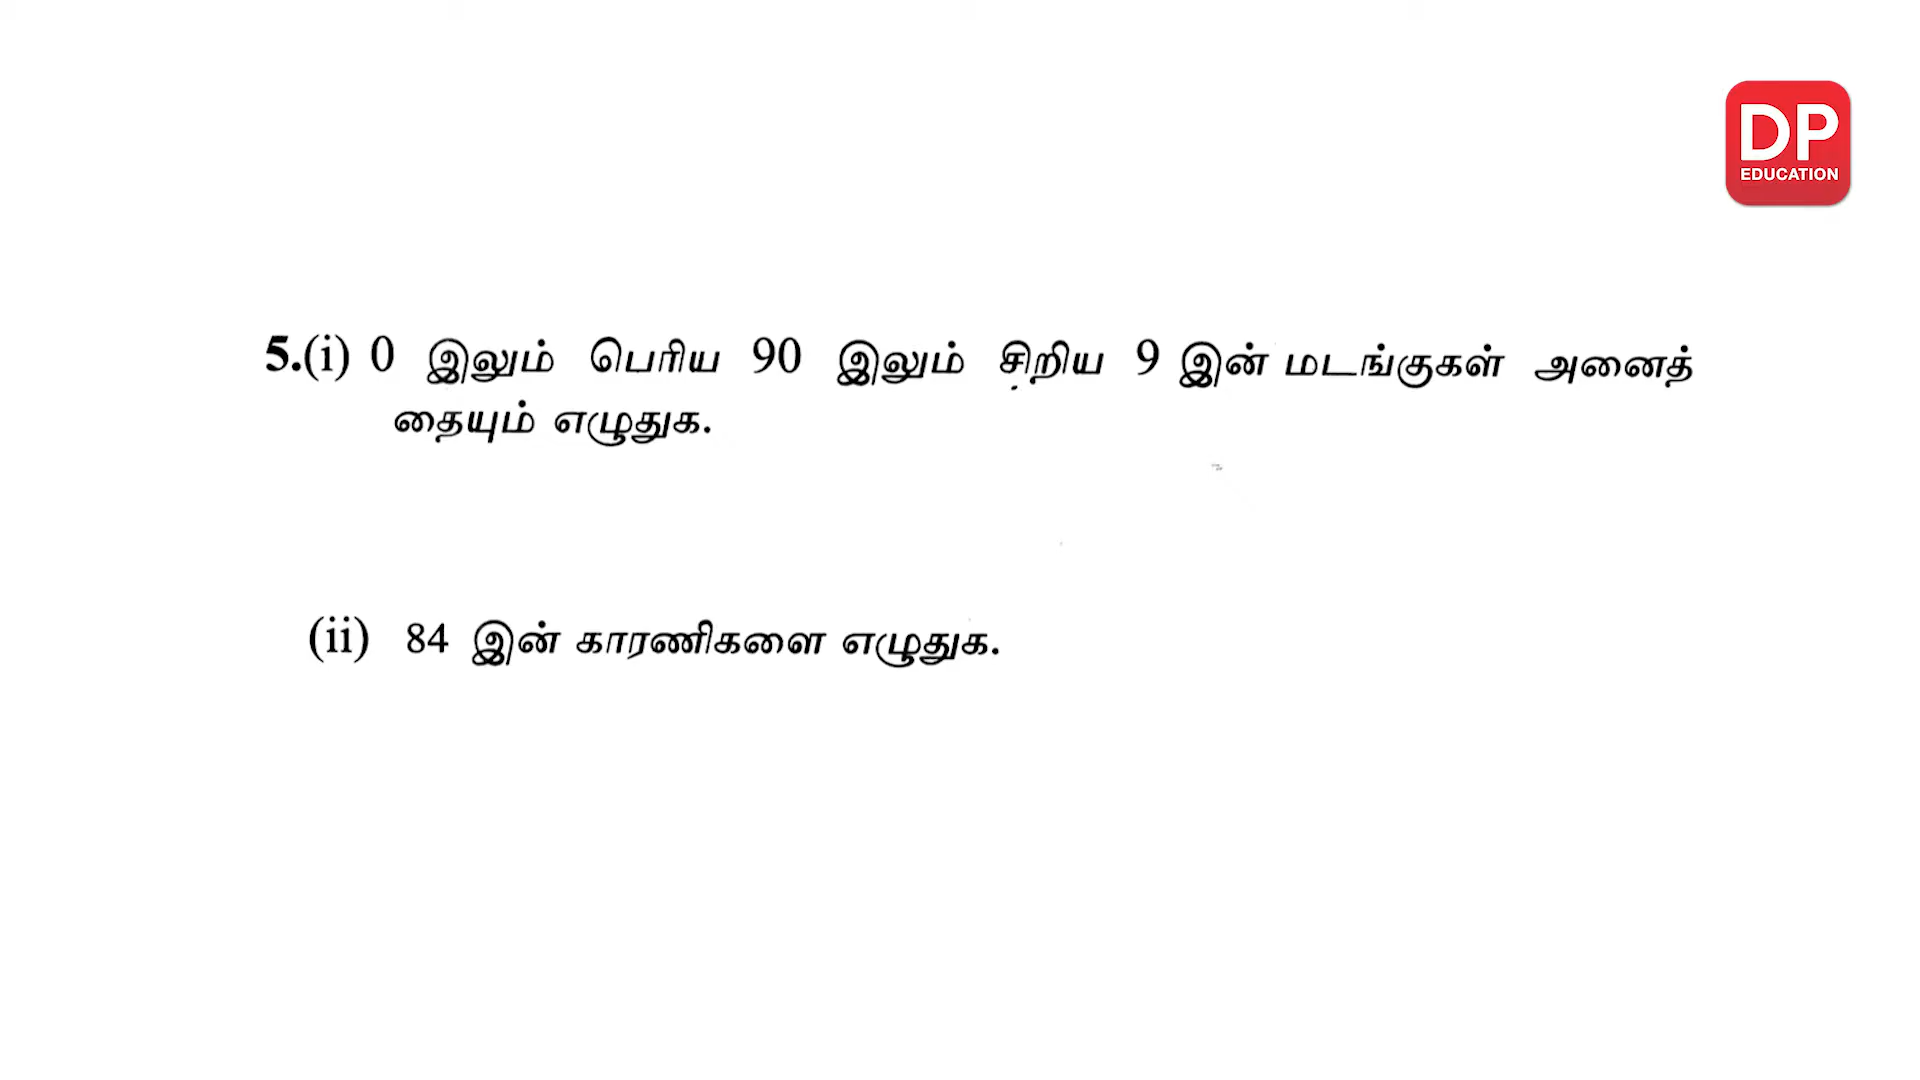 DP
EDUCATION
5.(i) 0 இலும் பெரிய 90 இலும் சிறிய 9 இன் மடங்குகள் அனைத்
தையும் எழுதுக.
(ii) 84 இன் காரணிகளை எழுதுக.